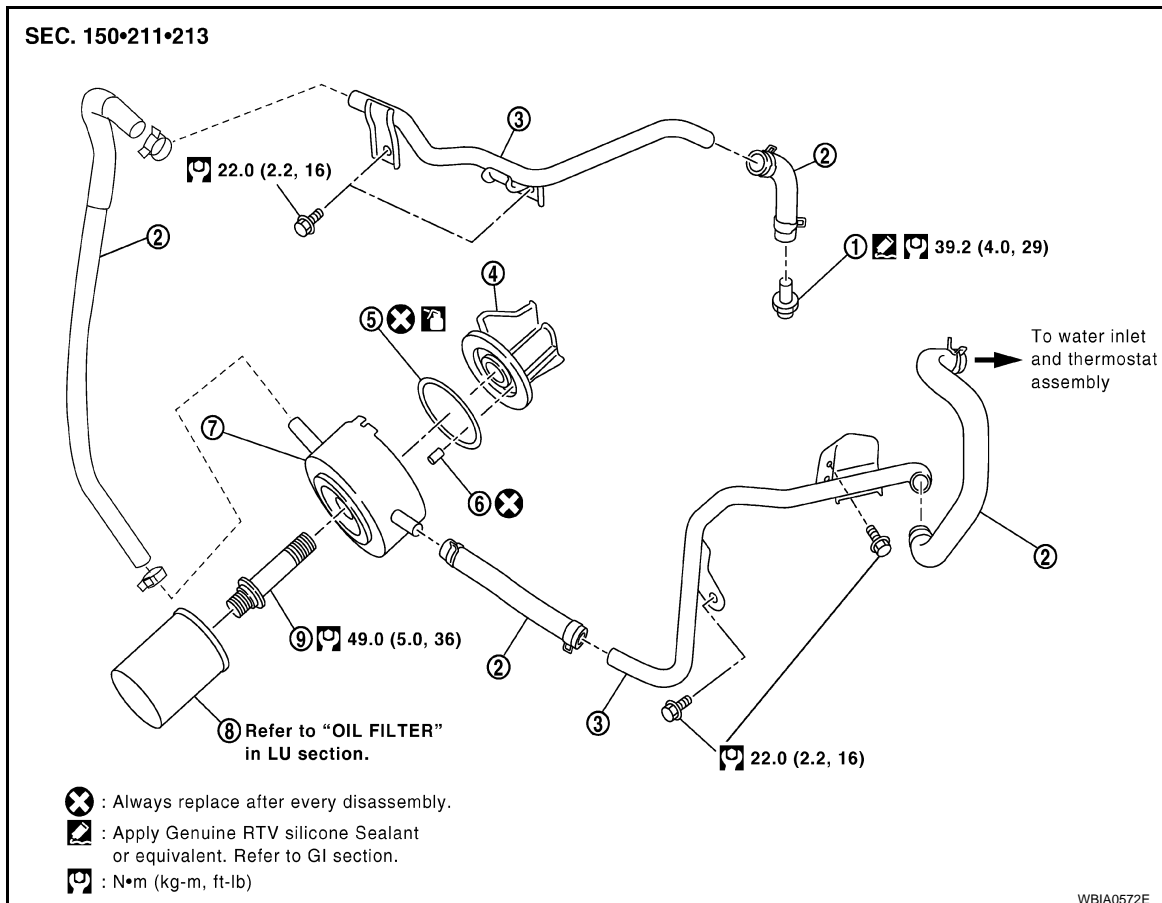 SEC. 150•211•213
③
②
22.0 (2.2, 16)
②
① 39.2 (4.0, 29)
④
⑤
To water inlet
and thermostat
assembly
⑦
⑥
②
⑨ 49.0 (5.0, 36)
②
③
⑧ Refer to “OIL FILTER”
in LU section.
22.0 (2.2, 16)
: Always replace after every disassembly.
: Apply Genuine RTV silicone Sealant
or equivalent. Refer to GI section.
: N•m (kg-m, ft-lb)
WBIA0572E